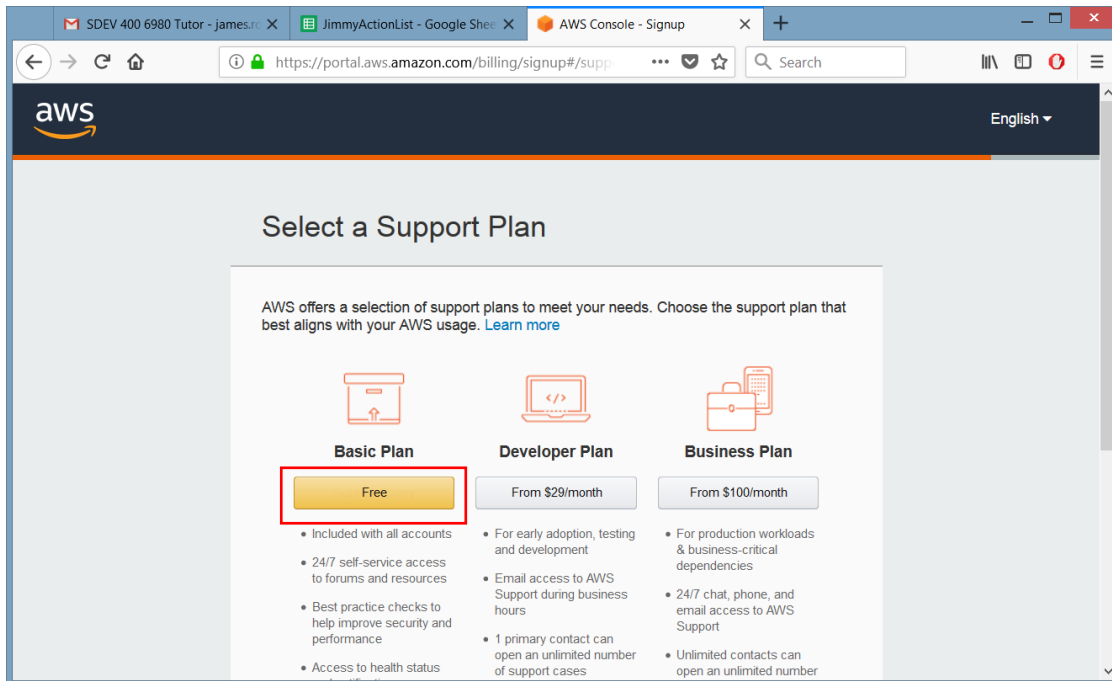 SDEV 400 6980 Tutor - james.r
JimmyActionList - Google Shee
AWS Console - Signup
https://portal.aws.amazon.com/billing/signup#/supp
Search
aws
English
Select a Support Plan
AWS offers a selection of support plans to meet your needs. Choose the support plan that
best aligns with your AWS usage. Learn more
Basic Plan
Free
• Included with all accounts
• 24/7 self-service access
to forums and resources
• Best practice checks to
help improve security and
performance
• Access to health status
Developer Plan
From $29/month
• For early adoption, testing
and development
• Email access to AWS
Support during business
hours
• 1 primary contact can
open an unlimited number
of support cases
Business Plan
From $100/month
• For production workloads
& business-critical
dependencies
• 24/7 chat, phone, and
email access to AWS
Support
• Unlimited contacts can
open an unlimited number